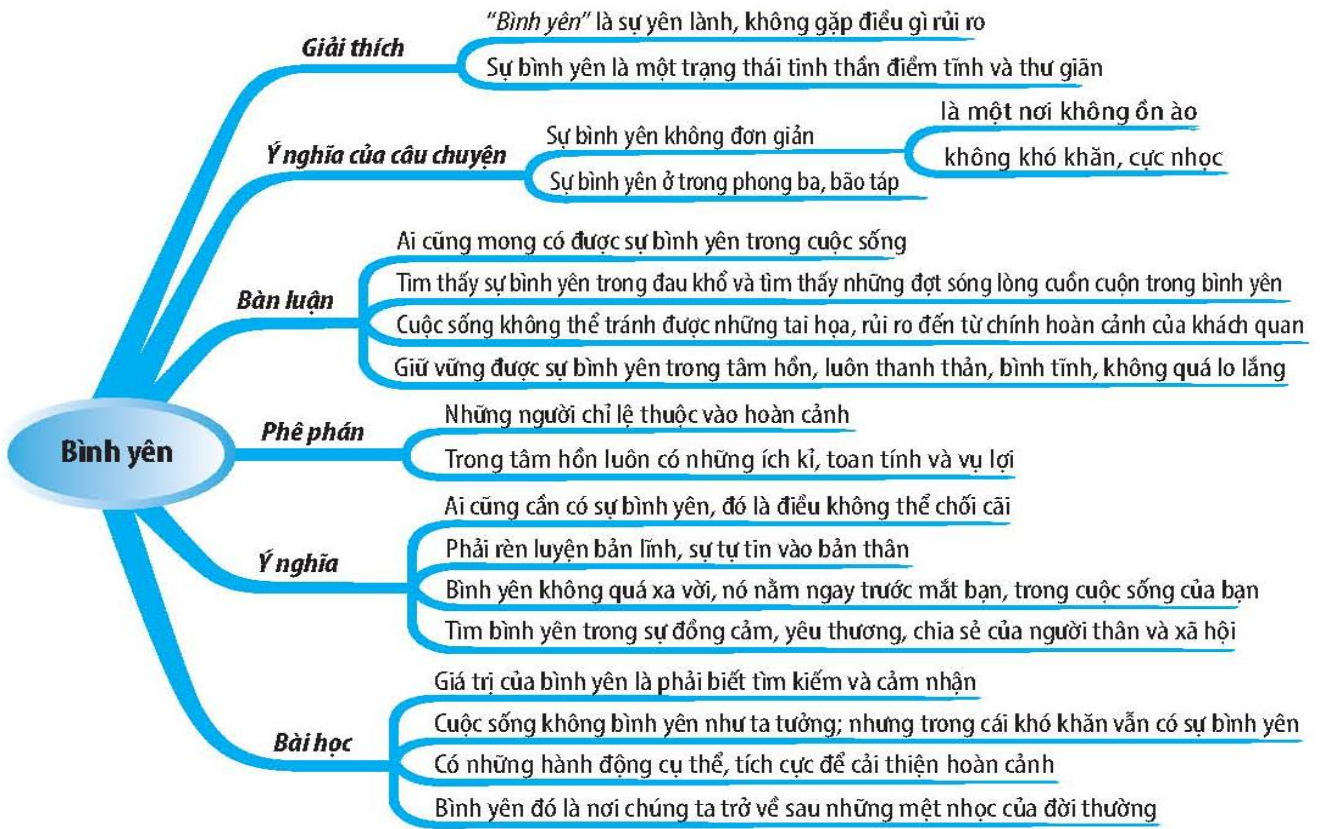 Bình yên
Giải thích
"Bình yên" là sự yên lành, không gặp điều gì rủi ro
Sự bình yên là một trạng thái tinh thần điềm tĩnh và thư giãn
Ý nghĩa của câu chuyện
Sự bình yên không đơn giản
là một nơi không ồn ào
không khó khăn, cực nhọc
Sự bình yên ở trong phong ba, bão táp
Bàn luận
Ai cũng mong có được sự bình yên trong cuộc sống
Tìm thấy sự bình yên trong đau khổ và tìm thấy những đợt sóng lòng cuồn cuộn trong bình yên
Cuộc sống không thể tránh được những tai họa, rủi ro đến từ chính hoàn cảnh của khách quan
Giữ vững được sự bình yên trong tâm hồn, luôn thanh thản, bình tĩnh, không quá lo lắng
Phê phán
Những người chỉ lệ thuộc vào hoàn cảnh
Trong tâm hồn luôn có những ích kỉ, toan tính và vụ lợi
Ý nghĩa
Ai cũng cần có sự bình yên, đó là điều không thể chối cãi
Phải rèn luyện bản lĩnh, sự tự tin vào bản thân
Bình yên không quá xa vời, nó nằm ngay trước mắt bạn, trong cuộc sống của bạn
Tìm bình yên trong sự đồng cảm, yêu thương, chia sẻ của người thân và xã hội
Bài học
Giá trị của bình yên là phải biết tìm kiếm và cảm nhận
Cuộc sống không bình yên như ta tưởng; nhưng trong cái khó khăn vẫn có sự bình yên
Có những hành động cụ thể, tích cực để cải thiện hoàn cảnh
Bình yên đó là nơi chúng ta trở về sau những mệt nhọc của đời thường